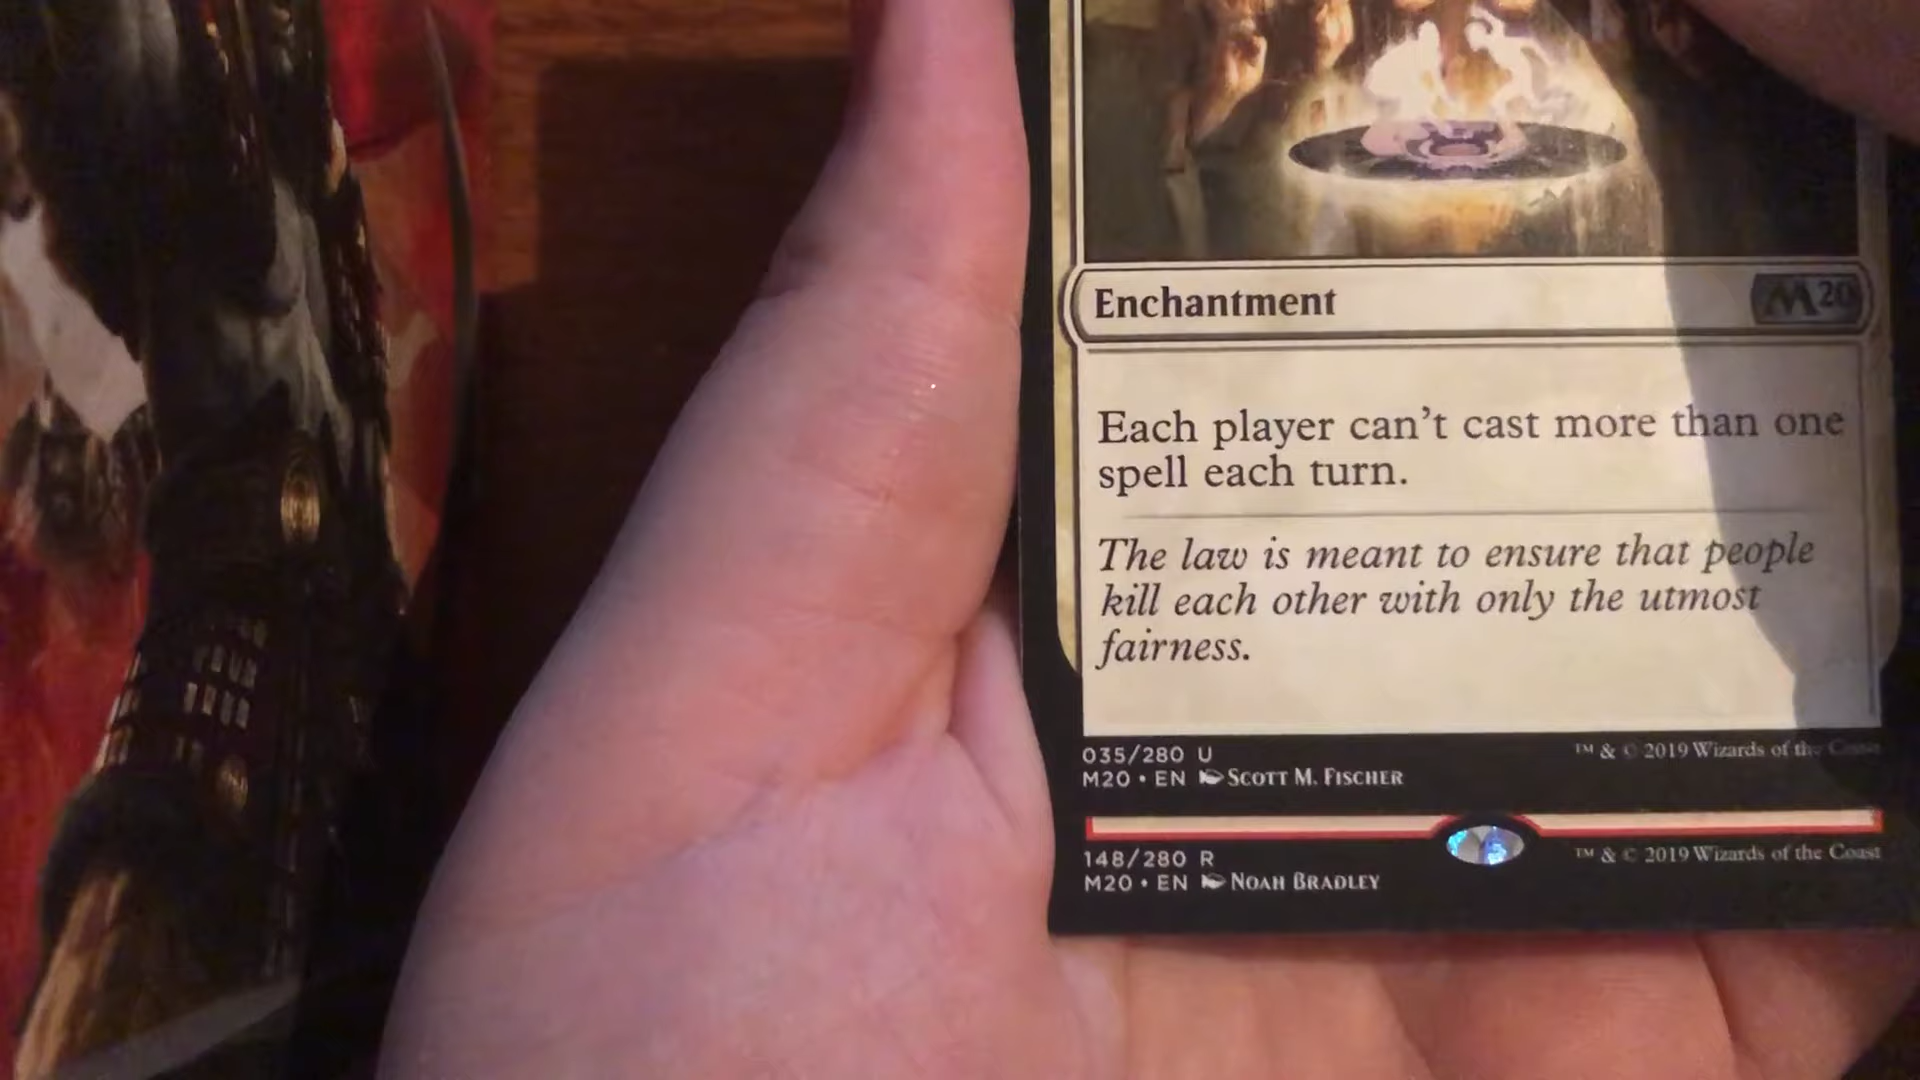 Enchantment
M20
Each player can't cast more than one
spell each turn.
The law is meant to ensure that people
kill each other with only the utmost
fairness.
035/280 U
™ & © 2019 Wizards of the Coast
M20 • EN SCOTT M. FISCHER
148/280 R
™ & © 2019 Wizards of the Coast
M20 • EN NOAH BRADLEY